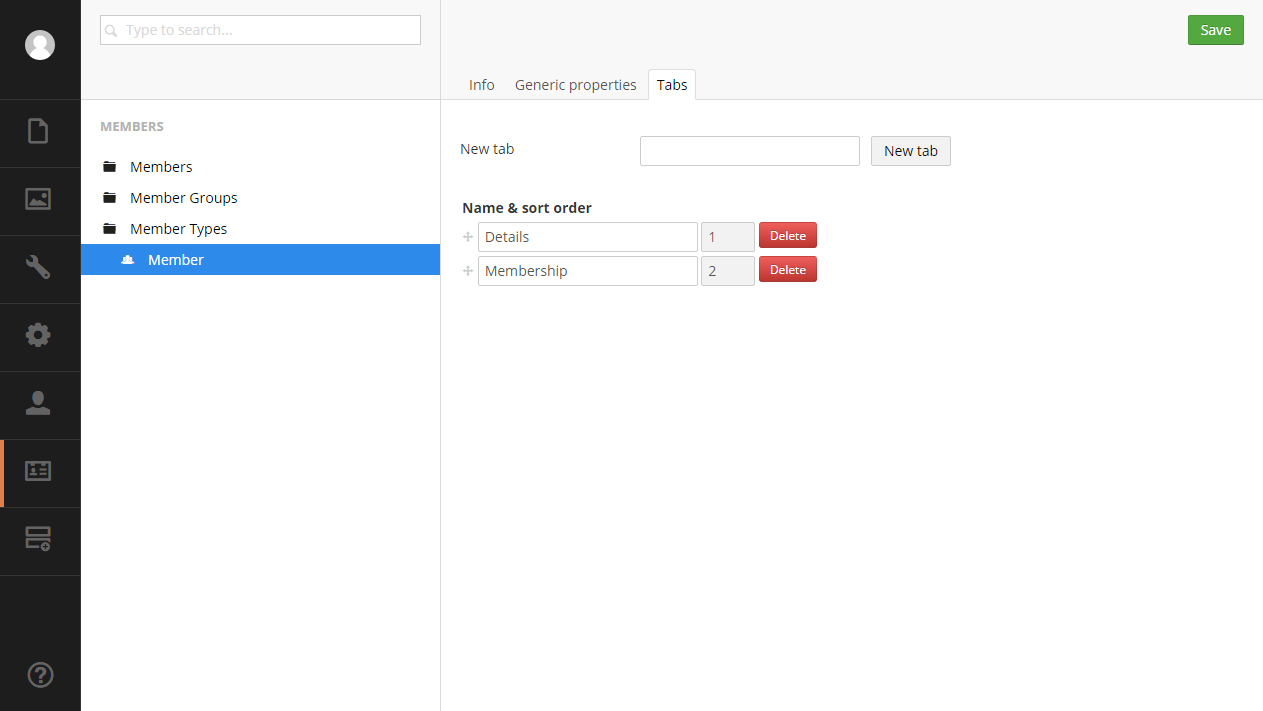 Type to search...
Save
Info Generic properties Tabs
MEMBERS
Members
Member Groups
Member Types
Member
New tab New tab
Name & sort order
Details 1 Delete
Membership 2 Delete